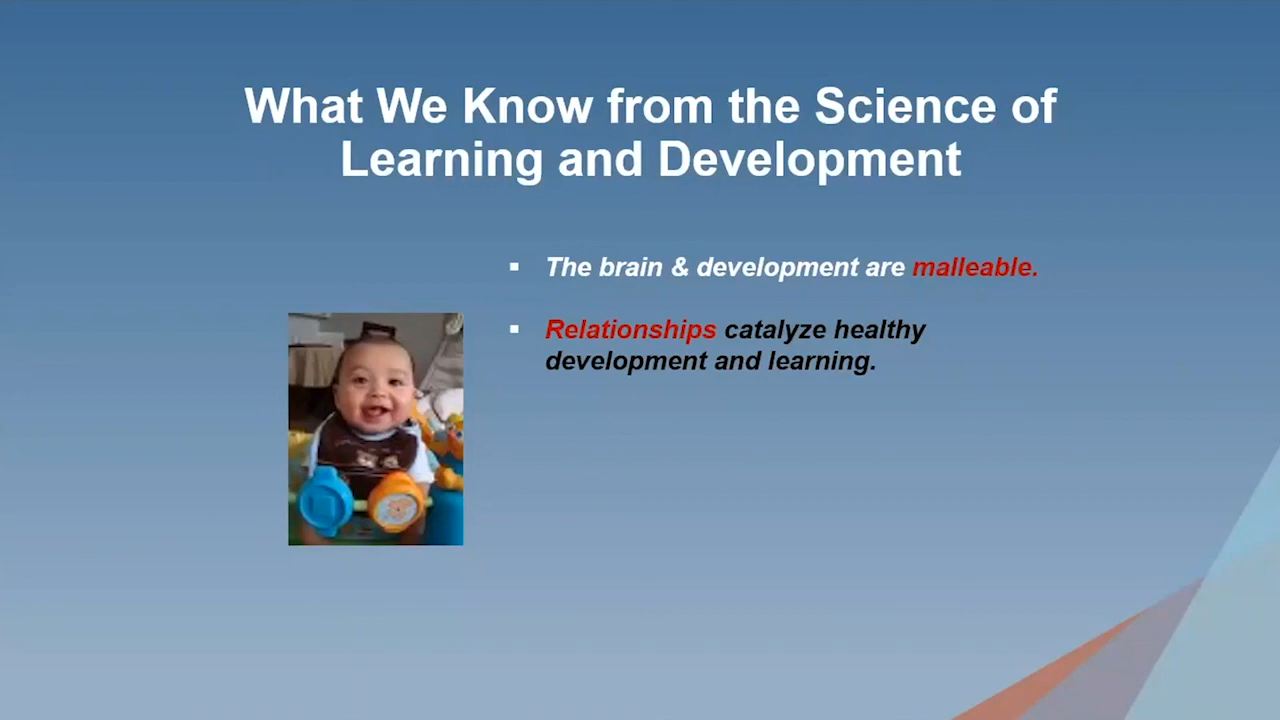 What We Know from the Science of
Learning and Development
▪ The brain & development are malleable.
▪ Relationships catalyze healthy
development and learning.